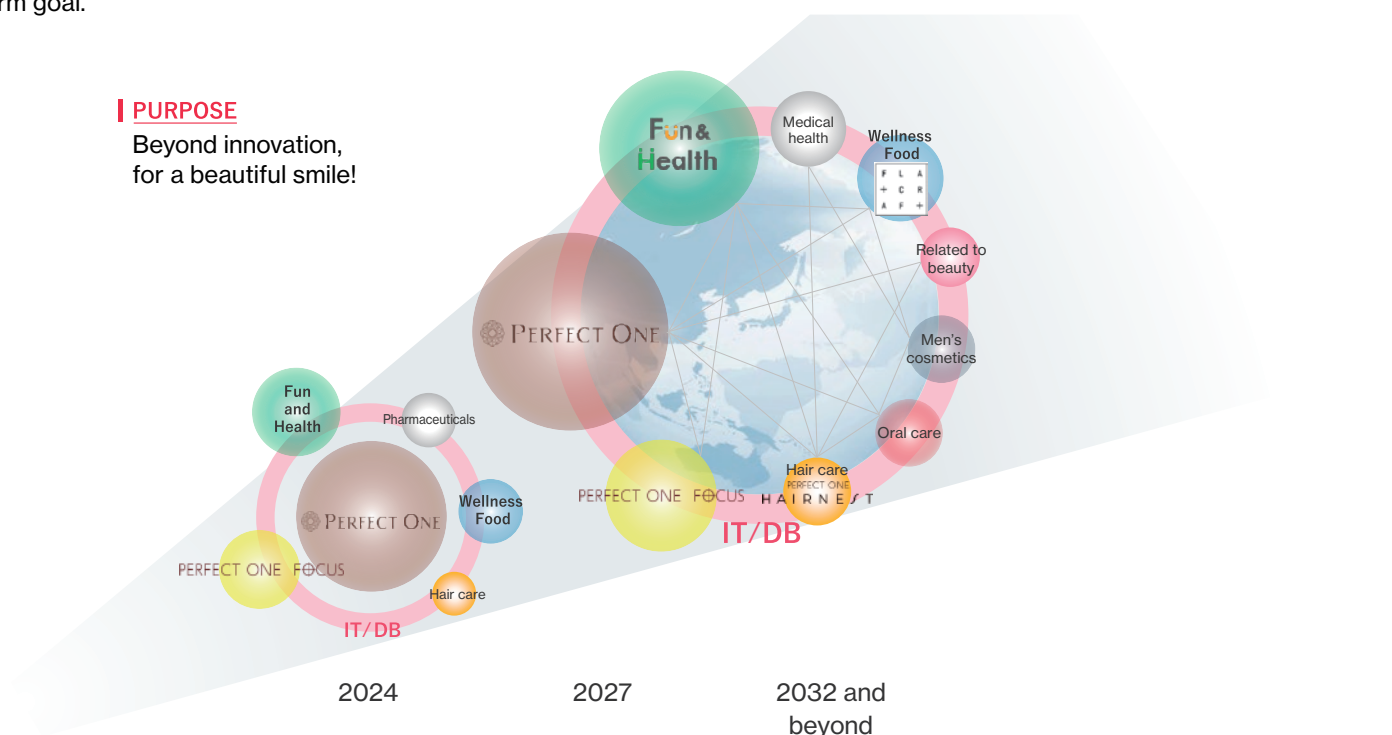 rm goal.
PURPOSE
Beyond innovation,
for a beautiful smile!
Fun &
Health
Medical
health
Wellness
Food
F L A
+ C R
A F +
Related to
beauty
PERFECT ONE
Men's
cosmetics
Oral care
Hair care
PERFECT ONE
HAIRNEST
PERFECT ONE FOCUS
IT/DB
Fun
and
Health
Pharmaceuticals
PERFECT ONE
Wellness
Food
PERFECT ONE FOCUS
Hair care
IT/DB
2024
2027
2032 and
beyond